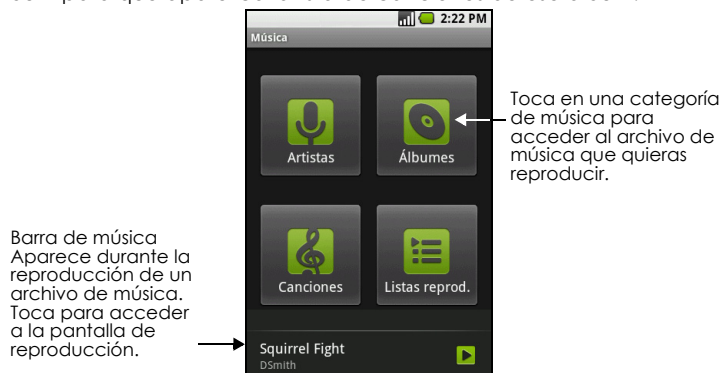 2:22 PM
Música
Artistas
Álbumes
Toca en una categoría
de música para
acceder al archivo de
música que quieras
reproducir.
Canciones
Listas reprod.
Barra de música
Aparece durante la
reproducción de un
archivo de música.
Toca para acceder
a la pantalla de
reproducción.
Squirrel Fight
DSmith